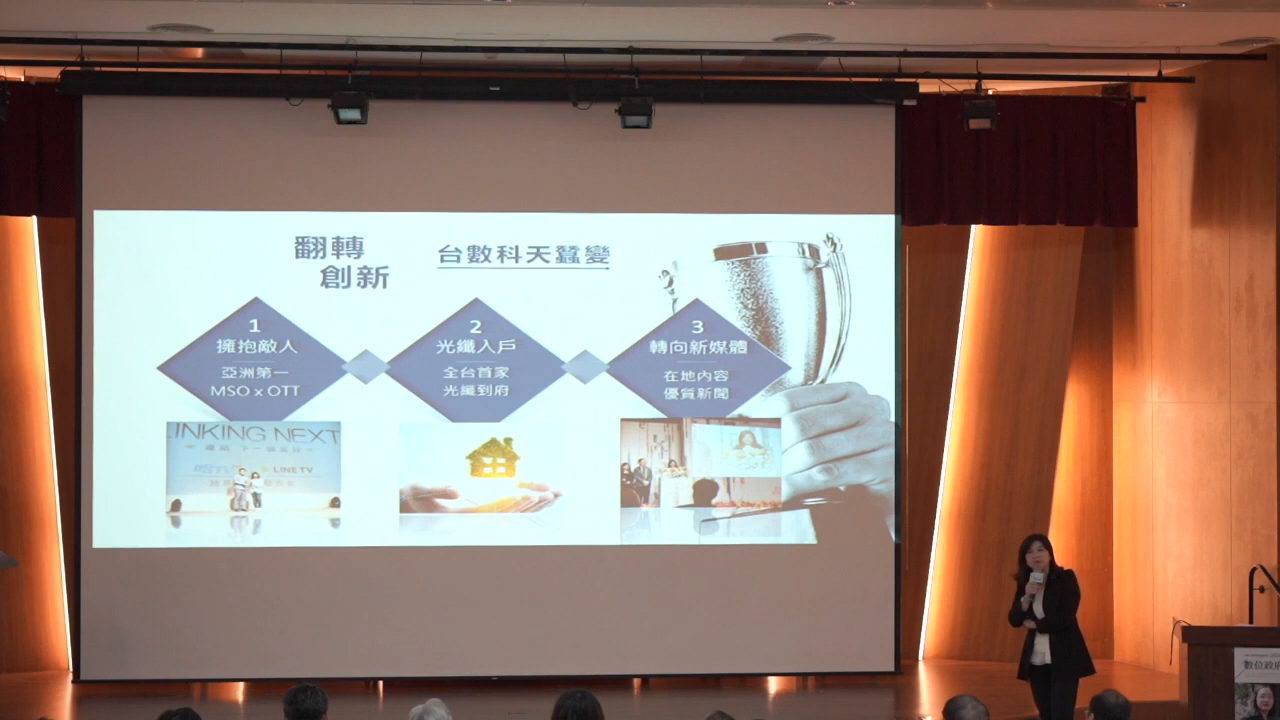 翻轉
創新
台數科天蠶變
1
擁抱敵人
亞洲第一
MSO x OTT
2
光纖入戶
全台首家
光纖到府
3
轉向新媒體
在地內容
優質新聞
INKING NEXT
LINE TV
數位政府